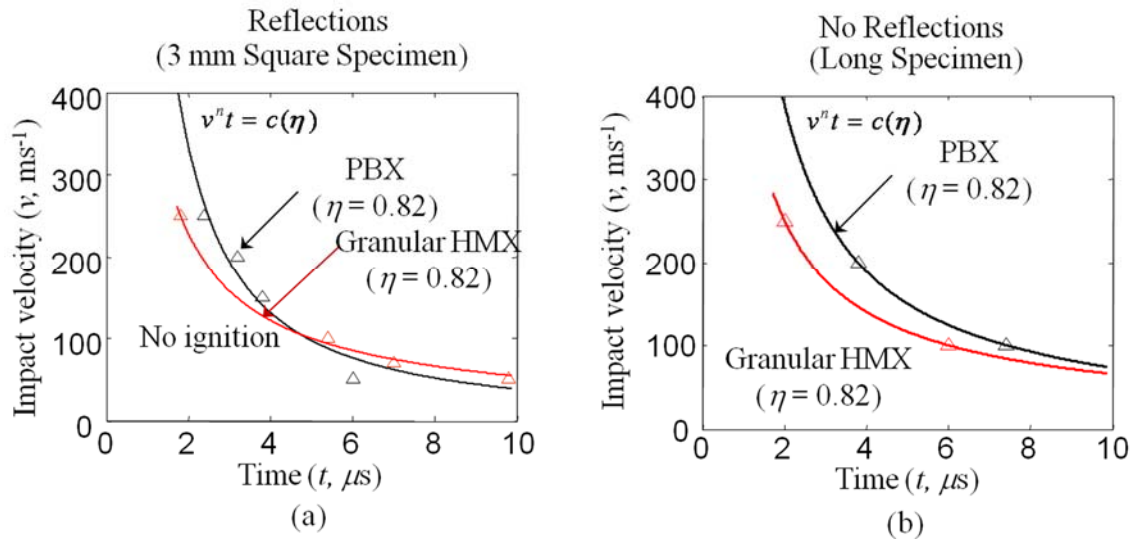 Reflections
(3 mm Square Specimen)
400
300
200
100
0
Impact velocity (v, ms⁻¹)
vⁿt = c(η)
PBX
(η = 0.82)
Granular HMX
(η = 0.82)
No ignition
0 2 4 6 8 10
Time (t, μs)
(a)
No Reflections
(Long Specimen)
400
300
200
100
0
Impact velocity (v, ms⁻¹)
vⁿt = c(η)
PBX
(η = 0.82)
Granular HMX
(η = 0.82)
0 2 4 6 8 10
Time (t, μs)
(b)